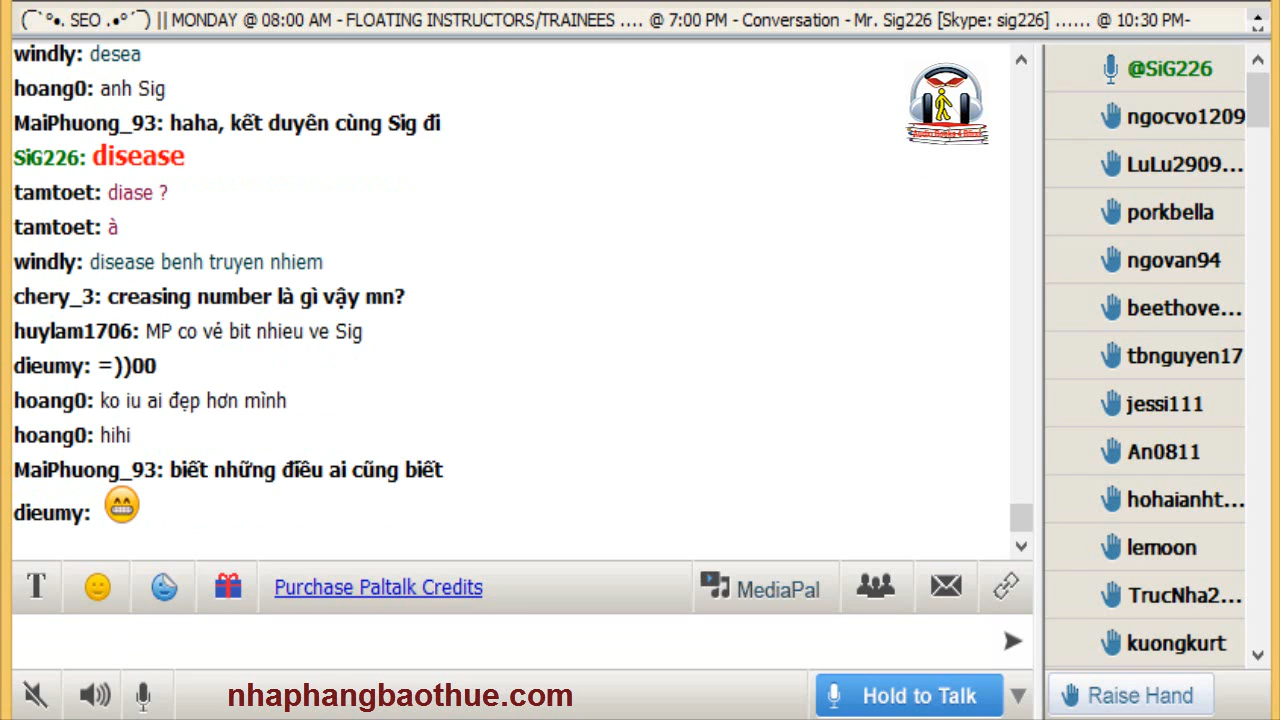 (¯`°•. SEO .•°´¯) || MONDAY @ 08:00 AM - FLOATING INSTRUCTORS/TRAINEES .... @ 7:00 PM - Conversation - Mr. Sig226 [Skype: sig226] ...... @ 10:30 PM-
windly: desea
hoang0: anh Sig
MaiPhuong_93: haha, kết duyên cùng Sig đi
SiG226: disease
tamtoet: diase ?
tamtoet: à
windly: disease benh truyen nhiem
chery_3: creasing number là gì vậy mn?
huylam1706: MP co vẻ bit nhieu ve Sig
dieumy: =))00
hoang0: ko iu ai đẹp hơn mình
hoang0: hihi
MaiPhuong_93: biết những điều ai cũng biết
dieumy:
@SiG226
ngocvo1209
LuLu2909...
porkbella
ngovan94
beethove...
tbnguyen17
jessi111
An0811
hohaianht...
lemoon
TrucNha2...
kuongkurt
T
Purchase Paltalk Credits
MediaPal
nhaphangbaothue.com
Hold to Talk
Raise Hand